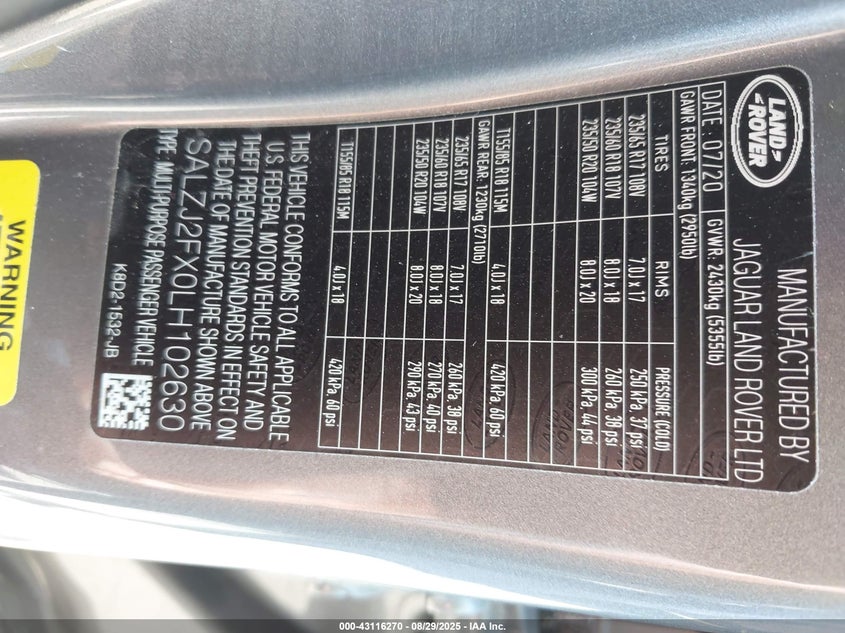 LAND
ROVER
MANUFACTURED BY
JAGUAR LAND ROVER LTD
DATE: 07/20 GVWR: 2430kg (5355lb)
GAWR FRONT: 1340kg (2950lb)
TIRES RIMS PRESSURE (COLD)
235/65 R17 108V 7.0J x 17 250 kPa, 37 psi
235/60 R18 107V 8.0J x 18 260 kPa, 38 psi
235/50 R20 104W 8.0J x 20 300 kPa, 44 psi
T155/85 R18 115M 4.0J x 18 420 kPa, 60 psi
GAWR REAR: 1230kg (2710lb)
235/65 R17 108V 7.0J x 17 260 kPa, 38 psi
235/60 R18 107V 8.0J x 18 270 kPa, 40 psi
235/50 R20 104W 8.0J x 20 290 kPa, 43 psi
T155/85 R18 115M 4.0J x 18 420 kPa, 60 psi
THIS VEHICLE CONFORMS TO ALL APPLICABLE
U.S. FEDERAL MOTOR VEHICLE SAFETY AND
THEFT PREVENTION STANDARDS IN EFFECT ON
THE DATE OF MANUFACTURE SHOWN ABOVE
SALZJ2FX0LH102630
TYPE: MULTIPURPOSE PASSENGER VEHICLE
K8D2-1532-JB
WARNING
000-43116270 - 08/29/2025 - IAA Inc.